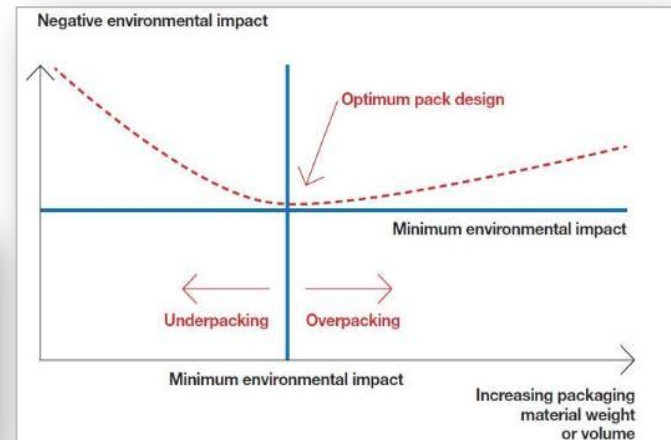 Negative environmental impact
Optimum pack design
Minimum environmental impact
Underpacking
Overpacking
Minimum environmental impact
Increasing packaging
material weight
or volume